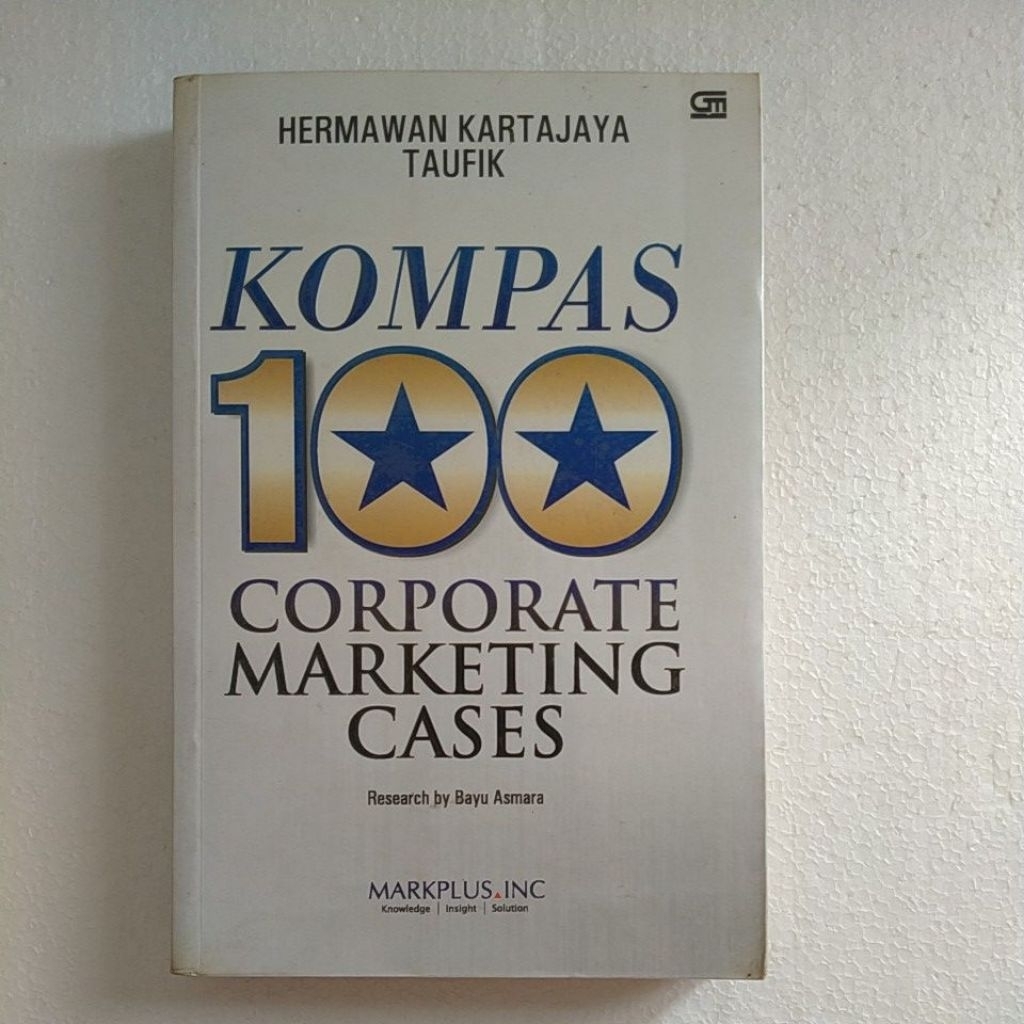 HERMAWAN KARTAJAYA
TAUFIK
KOMPAS
100
CORPORATE
MARKETING
CASES
Research by Bayu Asmara
MARKPLUS INC
Knowledge | Insight | Solution